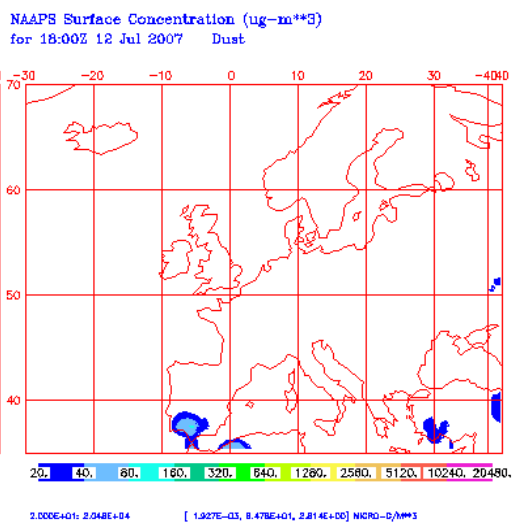 NAAPS Surface Concentration (ug-m**3)
for 18:00Z 12 Jul 2007 Dust
-30 -20 -10 0 10 20 30 -4040
70
60
50
40
20. 40. 80. 160. 320. 640. 1280. 2560. 5120. 10240. 20480.
2.000E+01: 2.048E+04 [ 1.927E-03, 8.478E+01, 2.814E+00] MICRO-G/M**3